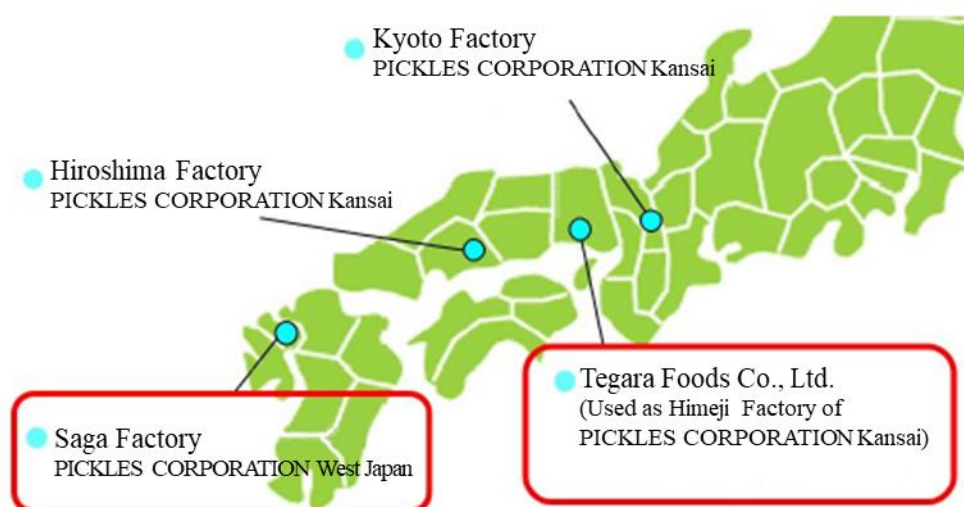 Kyoto Factory
PICKLES CORPORATION Kansai
Hiroshima Factory
PICKLES CORPORATION Kansai
Tegara Foods Co., Ltd.
(Used as Himeji Factory of
PICKLES CORPORATION Kansai)
Saga Factory
PICKLES CORPORATION West Japan